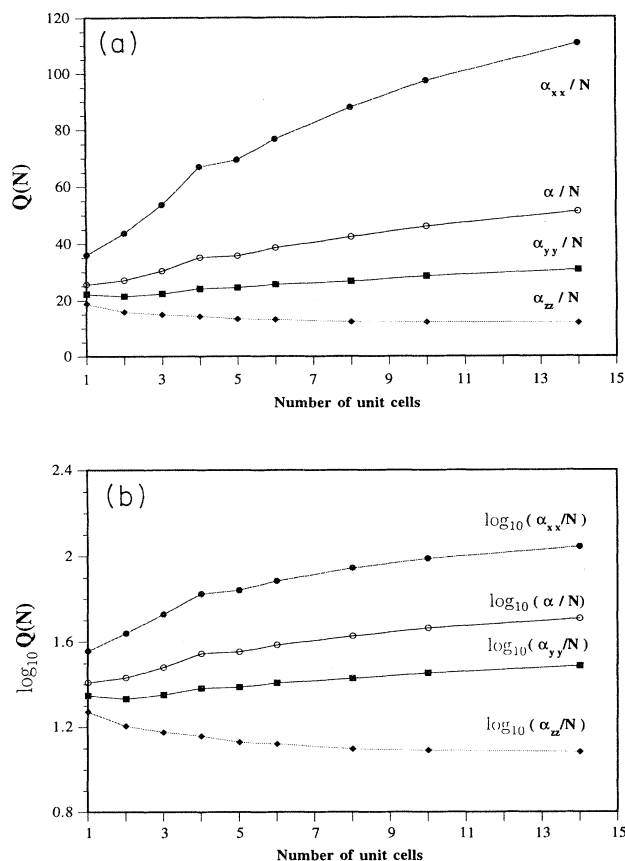 (a)
120
100
80
60
40
20
0
Q(N)
α_xx / N
α / N
α_yy / N
α_zz / N
1 3 5 7 9 11 13 15
Number of unit cells
(b)
2.4
2
1.6
1.2
0.8
log10 Q(N)
log10 ( α_xx/N)
log10 (α / N)
log10 (α_yy/N)
log10 (α_zz/N)
1 3 5 7 9 11 13 15
Number of unit cells